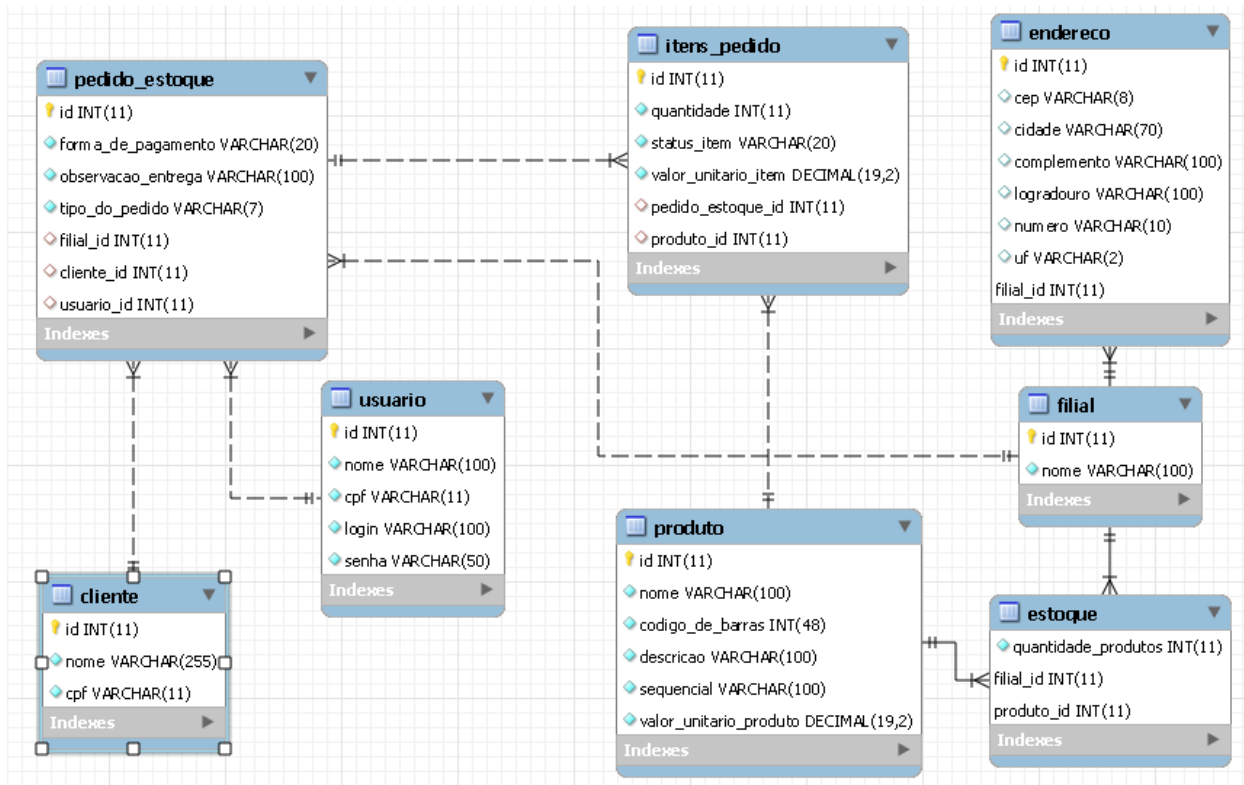 pedido_estoque
id INT(11)
forma_de_pagamento VARCHAR(20)
observacao_entrega VARCHAR(100)
tipo_do_pedido VARCHAR(7)
filial_id INT(11)
cliente_id INT(11)
usuario_id INT(11)
Indexes
itens_pedido
id INT(11)
quantidade INT(11)
status_item VARCHAR(20)
valor_unitario_item DECIMAL(19,2)
pedido_estoque_id INT(11)
produto_id INT(11)
Indexes
endereco
id INT(11)
cep VARCHAR(8)
cidade VARCHAR(70)
complemento VARCHAR(100)
logradouro VARCHAR(100)
numero VARCHAR(10)
uf VARCHAR(2)
filial_id INT(11)
Indexes
usuario
id INT(11)
nome VARCHAR(100)
cpf VARCHAR(11)
login VARCHAR(100)
senha VARCHAR(50)
Indexes
filial
id INT(11)
nome VARCHAR(100)
Indexes
cliente
id INT(11)
nome VARCHAR(255)
cpf VARCHAR(11)
Indexes
produto
id INT(11)
nome VARCHAR(100)
codigo_de_barras INT(48)
descricao VARCHAR(100)
sequencial VARCHAR(100)
valor_unitario_produto DECIMAL(19,2)
Indexes
estoque
quantidade_produtos INT(11)
filial_id INT(11)
produto_id INT(11)
Indexes